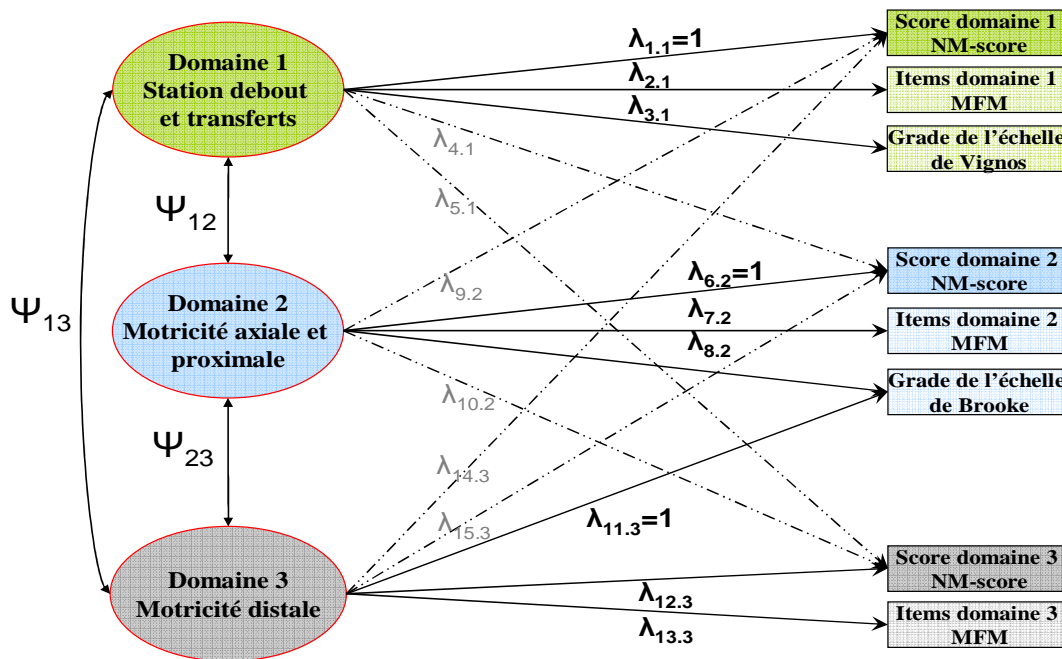 Domaine 1
Station debout
et transferts
Ψ12
Ψ13
Domaine 2
Motricité axiale et
proximale
Ψ23
Domaine 3
Motricité distale
λ1.1=1
λ2.1
λ3.1
λ4.1
λ5.1
λ6.2=1
λ9.2
λ7.2
λ8.2
λ10.2
λ14.3
λ15.3
λ11.3=1
λ12.3
λ13.3
Score domaine 1
NM-score
Items domaine 1
MFM
Grade de l’échelle
de Vignos
Score domaine 2
NM-score
Items domaine 2
MFM
Grade de l’échelle
de Brooke
Score domaine 3
NM-score
Items domaine 3
MFM